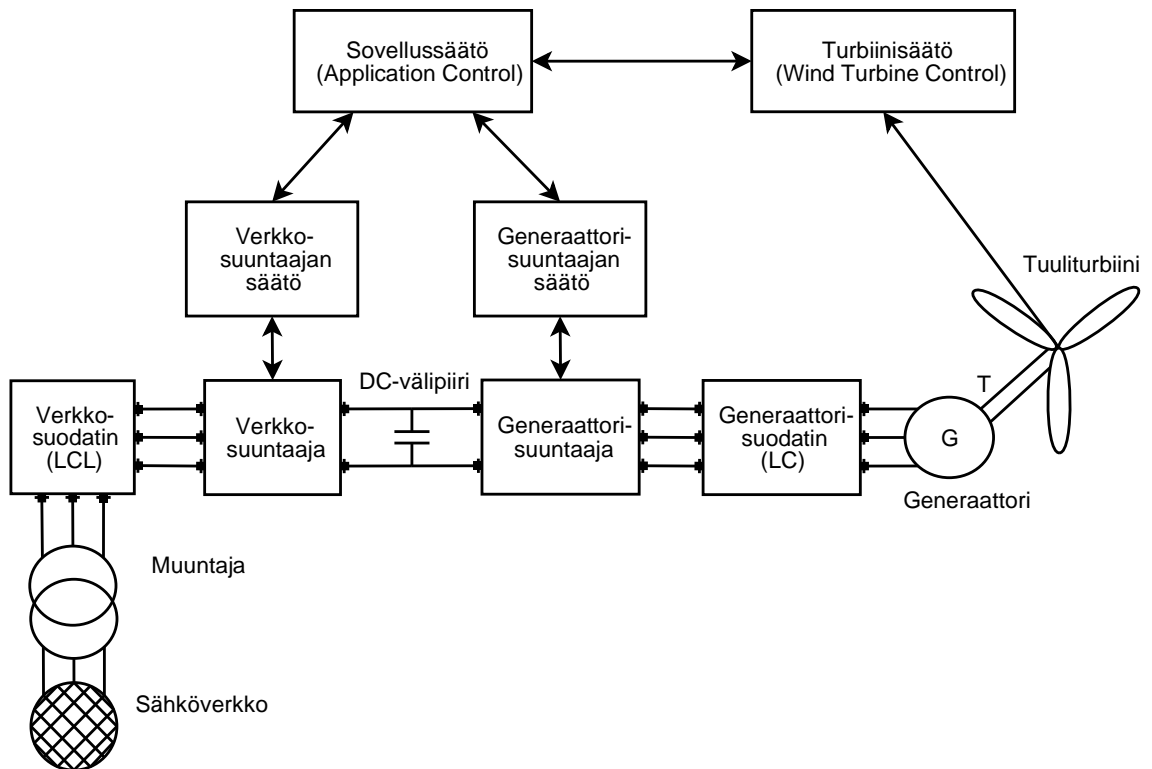 Sovellussäätö
(Application Control)
Turbiinisäätö
(Wind Turbine Control)
Verkko-
suuntaajan
säätö
Generaattori-
suuntaajan
säätö
Tuuliturbiini
DC-välipiiri
T
Verkko-
suodatin
(LCL)
Verkko-
suuntaaja
Generaattori-
suuntaaja
Generaattori-
suodatin
(LC)
G
Generaattori
Muuntaja
Sähköverkko